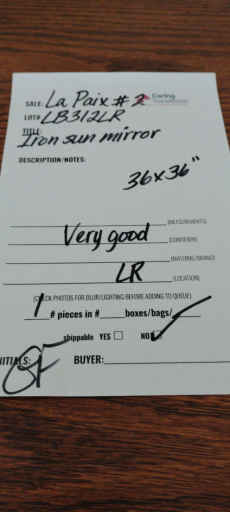 SALE: La Paix # 2 Caring
LOT# LB312LR
TITLE: Iron sun mirror
DESCRIPTION/NOTES:
36x36"
(MEASUREMENTS)
Very good (CONDITION)
(MATERIAL/BRAND)
LR (LOCATION)
(CHECK PHOTOS FOR BLUR/LIGHTING BEFORE ADDING TO QUEUE)
1 # pieces in # boxes/bags/
shippable YES NO
INITIALS: BUYER: